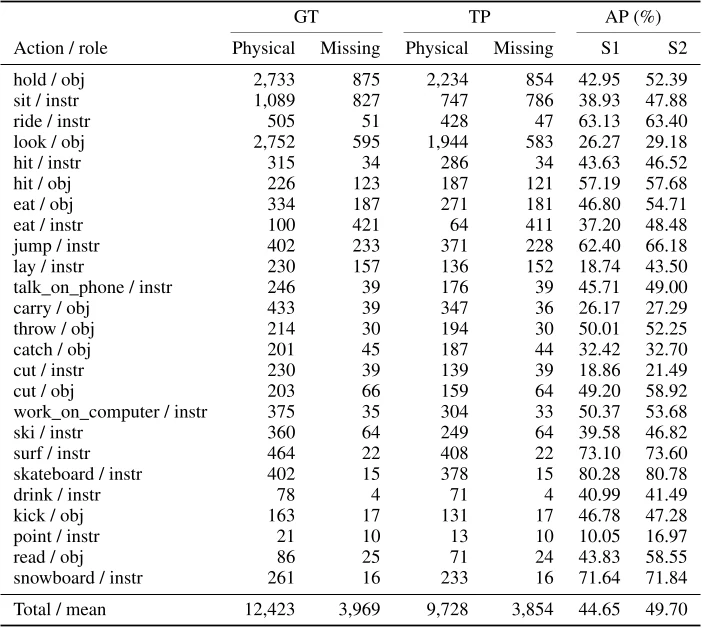 GT TP AP (%)
Action / role Physical Missing Physical Missing S1 S2
hold / obj 2,733 875 2,234 854 42.95 52.39
sit / instr 1,089 827 747 786 38.93 47.88
ride / instr 505 51 428 47 63.13 63.40
look / obj 2,752 595 1,944 583 26.27 29.18
hit / instr 315 34 286 34 43.63 46.52
hit / obj 226 123 187 121 57.19 57.68
eat / obj 334 187 271 181 46.80 54.71
eat / instr 100 421 64 411 37.20 48.48
jump / instr 402 233 371 228 62.40 66.18
lay / instr 230 157 136 152 18.74 43.50
talk_on_phone / instr 246 39 176 39 45.71 49.00
carry / obj 433 39 347 36 26.17 27.29
throw / obj 214 30 194 30 50.01 52.25
catch / obj 201 45 187 44 32.42 32.70
cut / instr 230 39 139 39 18.86 21.49
cut / obj 203 66 159 64 49.20 58.92
work_on_computer / instr 375 35 304 33 50.37 53.68
ski / instr 360 64 249 64 39.58 46.82
surf / instr 464 22 408 22 73.10 73.60
skateboard / instr 402 15 378 15 80.28 80.78
drink / instr 78 4 71 4 40.99 41.49
kick / obj 163 17 131 17 46.78 47.28
point / instr 21 10 13 10 10.05 16.97
read / obj 86 25 71 24 43.83 58.55
snowboard / instr 261 16 233 16 71.64 71.84
Total / mean 12,423 3,969 9,728 3,854 44.65 49.70